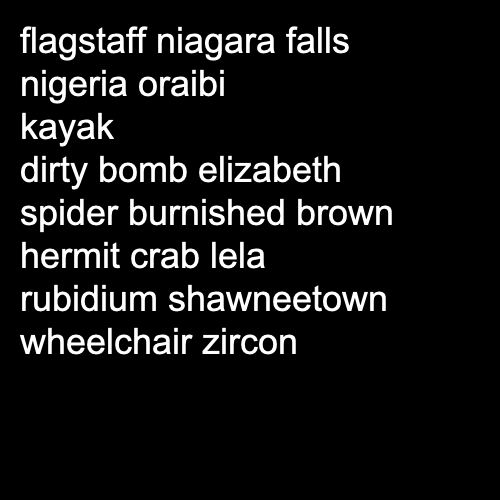 flagstaff niagara falls
nigeria oraibi
kayak
dirty bomb elizabeth
spider burnished brown
hermit crab lela
rubidium shawneetown
wheelchair zircon